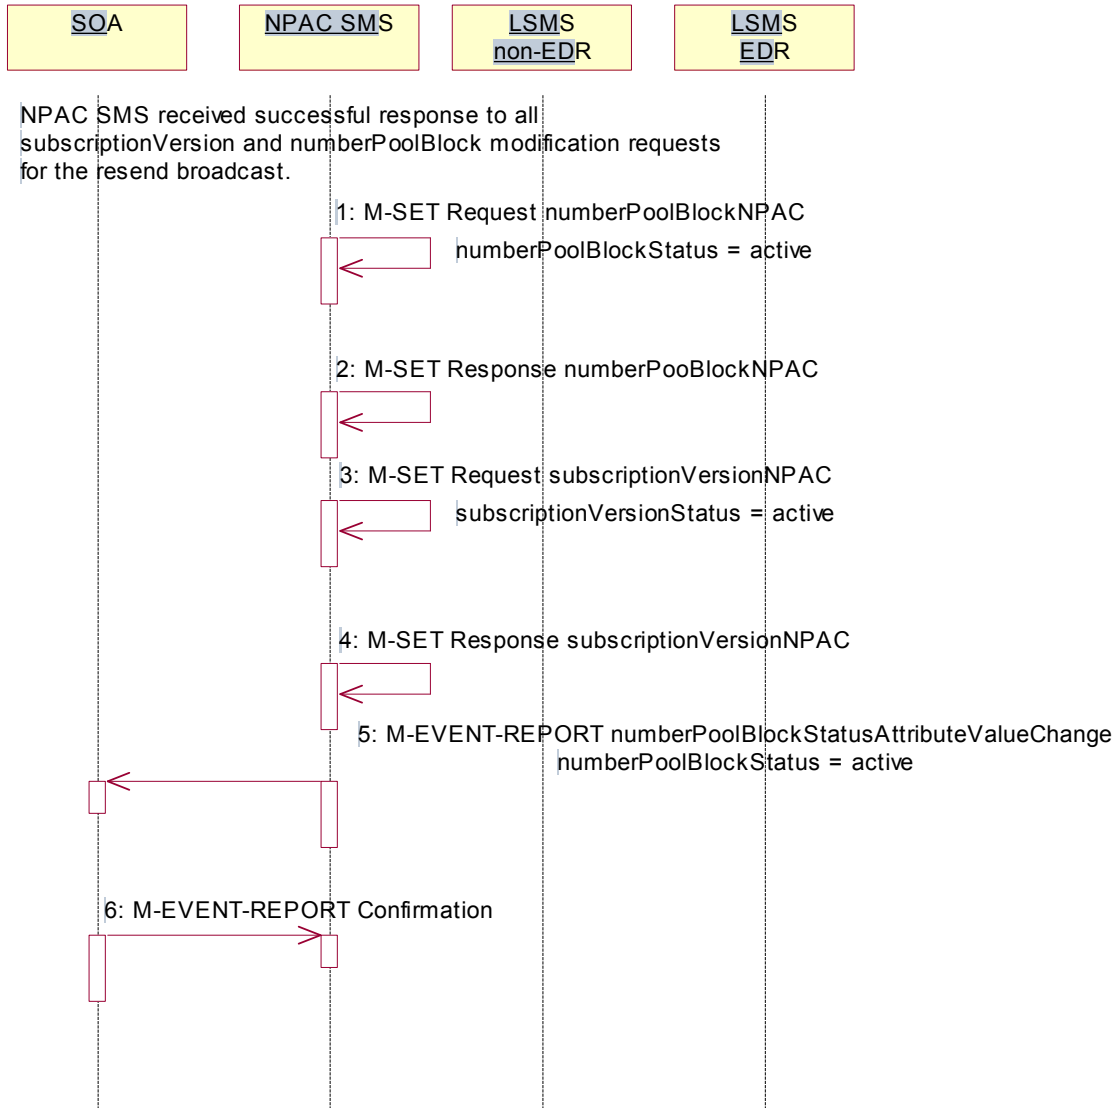 SOA
NPAC SMS
LSMS
non-EDR
LSMS
EDR
NPAC SMS received successful response to all
subscriptionVersion and numberPoolBlock modification requests
for the resend broadcast.
1: M-SET Request numberPoolBlockNPAC
numberPoolBlockStatus = active
2: M-SET Response numberPooBlockNPAC
3: M-SET Request subscriptionVersionNPAC
subscriptionVersionStatus = active
4: M-SET Response subscriptionVersionNPAC
5: M-EVENT-REPORT numberPoolBlockStatusAttributeValueChange
numberPoolBlockStatus = active
6: M-EVENT-REPORT Confirmation